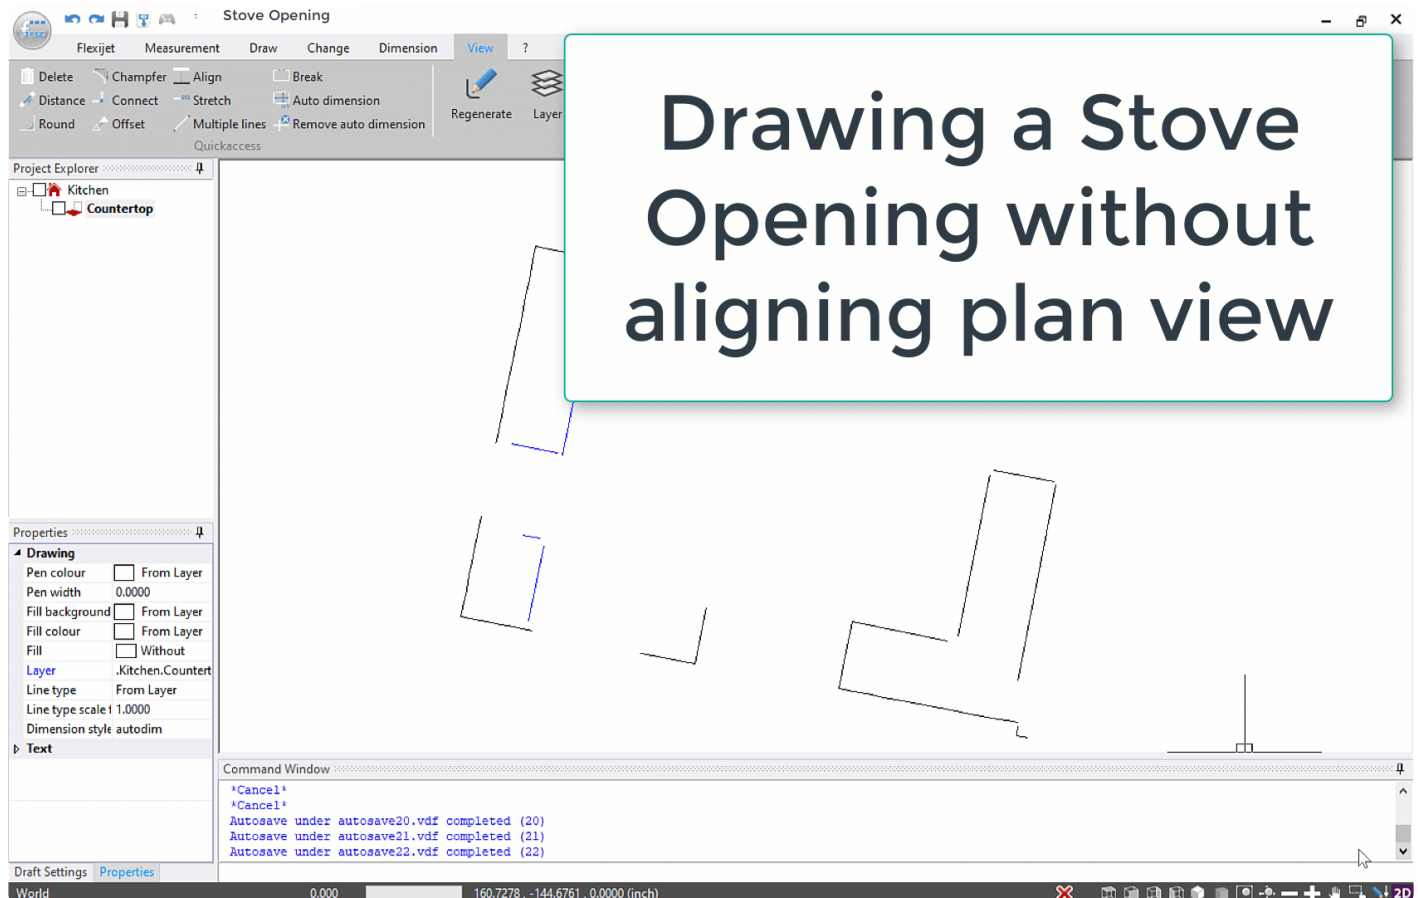 Stove Opening
Flexijet Measurement Draw Change Dimension View ?
Delete Champfer Align Break
Distance Connect Stretch Auto dimension
Round Offset Multiple lines Remove auto dimension
Regenerate Layer
Quickaccess
Drawing a Stove
Opening without
aligning plan view
Project Explorer
Kitchen
Countertop
Properties
Drawing
Pen colour From Layer
Pen width 0.0000
Fill background From Layer
Fill colour From Layer
Fill Without
Layer .Kitchen.Countert
Line type From Layer
Line type scale f 1.0000
Dimension style autodim
Text
Draft Settings Properties
Command Window
*Cancel*
*Cancel*
Autosave under autosave20.vdf completed (20)
Autosave under autosave21.vdf completed (21)
Autosave under autosave22.vdf completed (22)
World 0.000 160.7278 , -144.6761 , 0.0000 (inch) 2D